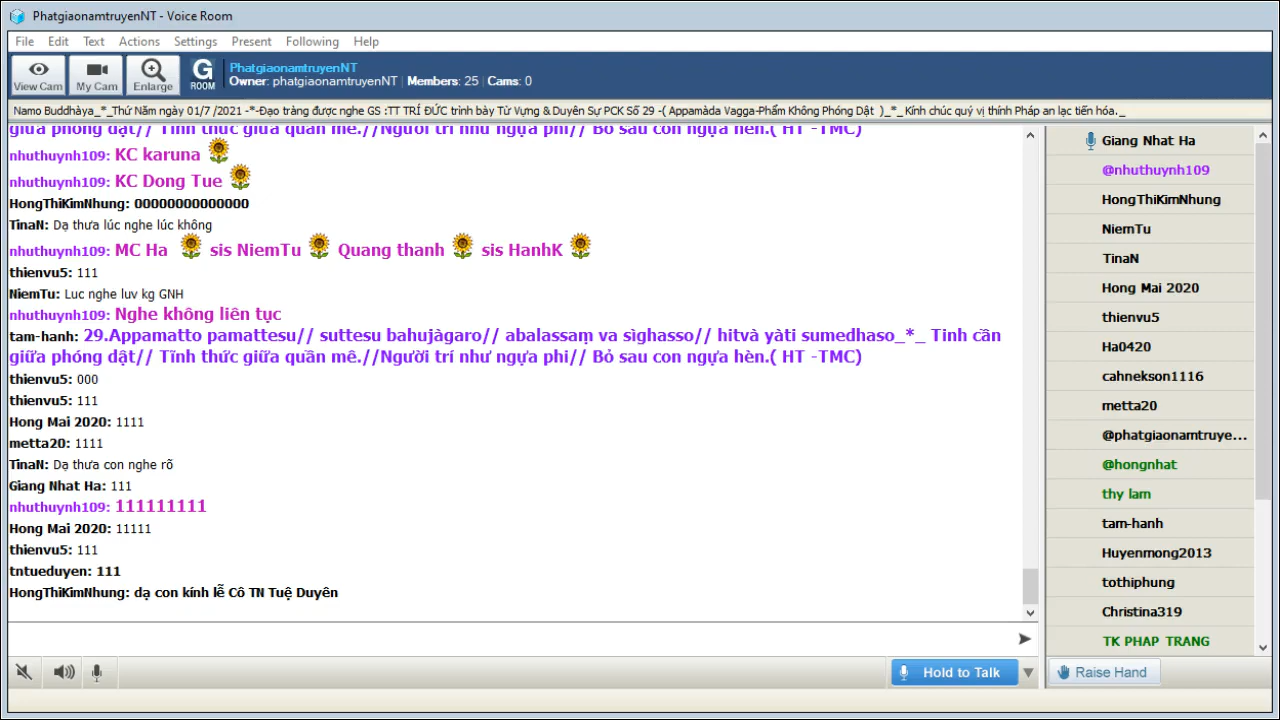 PhatgiaonamtruyenNT - Voice Room
File Edit Text Actions Settings Present Following Help
View Cam My Cam Enlarge G ROOM
PhatgiaonamtruyenNT
Owner: phatgiaonamtruyenNT | Members: 25 | Cams: 0
Namo Buddhàya_*_Thứ Năm ngày 01/7 /2021 -*-Đạo tràng được nghe GS :TT TRÍ ĐỨC trình bày Từ Vựng & Duyên Sự PCK Số 29 -( Appamàda Vagga-Phẩm Không Phóng Dật )_*_ Kính chúc quý vị thính Pháp an lạc tiến hóa._
giữa phóng dật// Tĩnh thức giữa quần mê.//Người trí như ngựa phi// Bỏ sau con ngựa hèn.( HT -TMC)
nhuthuynh109: KC karuna
nhuthuynh109: KC Dong Tue
HongThiKimNhung: 00000000000000
TinaN: Dạ thưa lúc nghe lúc không
nhuthuynh109: MC Ha sis NiemTu Quang thanh sis HanhK
thienvu5: 111
NiemTu: Luc nghe luv kg GNH
nhuthuynh109: Nghe không liên tục
tam-hanh: 29.Appamatto pamattesu// suttesu bahujàgaro// abalassaṃ va sìghasso// hitvà yàti sumedhaso_*_ Tinh cần
giữa phóng dật// Tĩnh thức giữa quần mê.//Người trí như ngựa phi// Bỏ sau con ngựa hèn.( HT -TMC)
thienvu5: 000
thienvu5: 111
Hong Mai 2020: 1111
metta20: 1111
TinaN: Dạ thưa con nghe rõ
Giang Nhat Ha: 111
nhuthuynh109: 111111111
Hong Mai 2020: 11111
thienvu5: 111
tntueduyen: 111
HongThiKimNhung: dạ con kính lễ Cô TN Tuệ Duyên
Hold to Talk
Giang Nhat Ha
@nhuthuynh109
HongThiKimNhung
NiemTu
TinaN
Hong Mai 2020
thienvu5
Ha0420
cahnekson1116
metta20
@phatgiaonamtruye...
@hongnhat
thy lam
tam-hanh
Huyenmong2013
tothiphung
Christina319
TK PHAP TRANG
Raise Hand